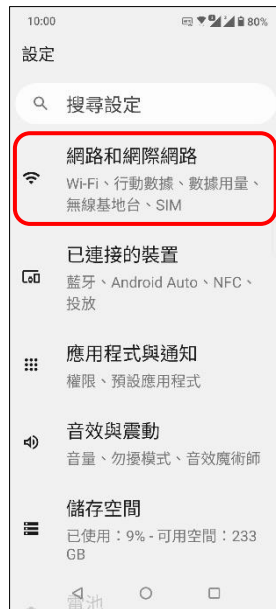 10:00
80%
設定
搜尋設定
網路和網際網路
Wi-Fi、行動數據、數據用量、
無線基地台、SIM
已連接的裝置
藍牙、Android Auto、NFC、
投放
應用程式與通知
權限、預設應用程式
音效與震動
音量、勿擾模式、音效魔術師
儲存空間
已使用：9% - 可用空間：233
GB
電池